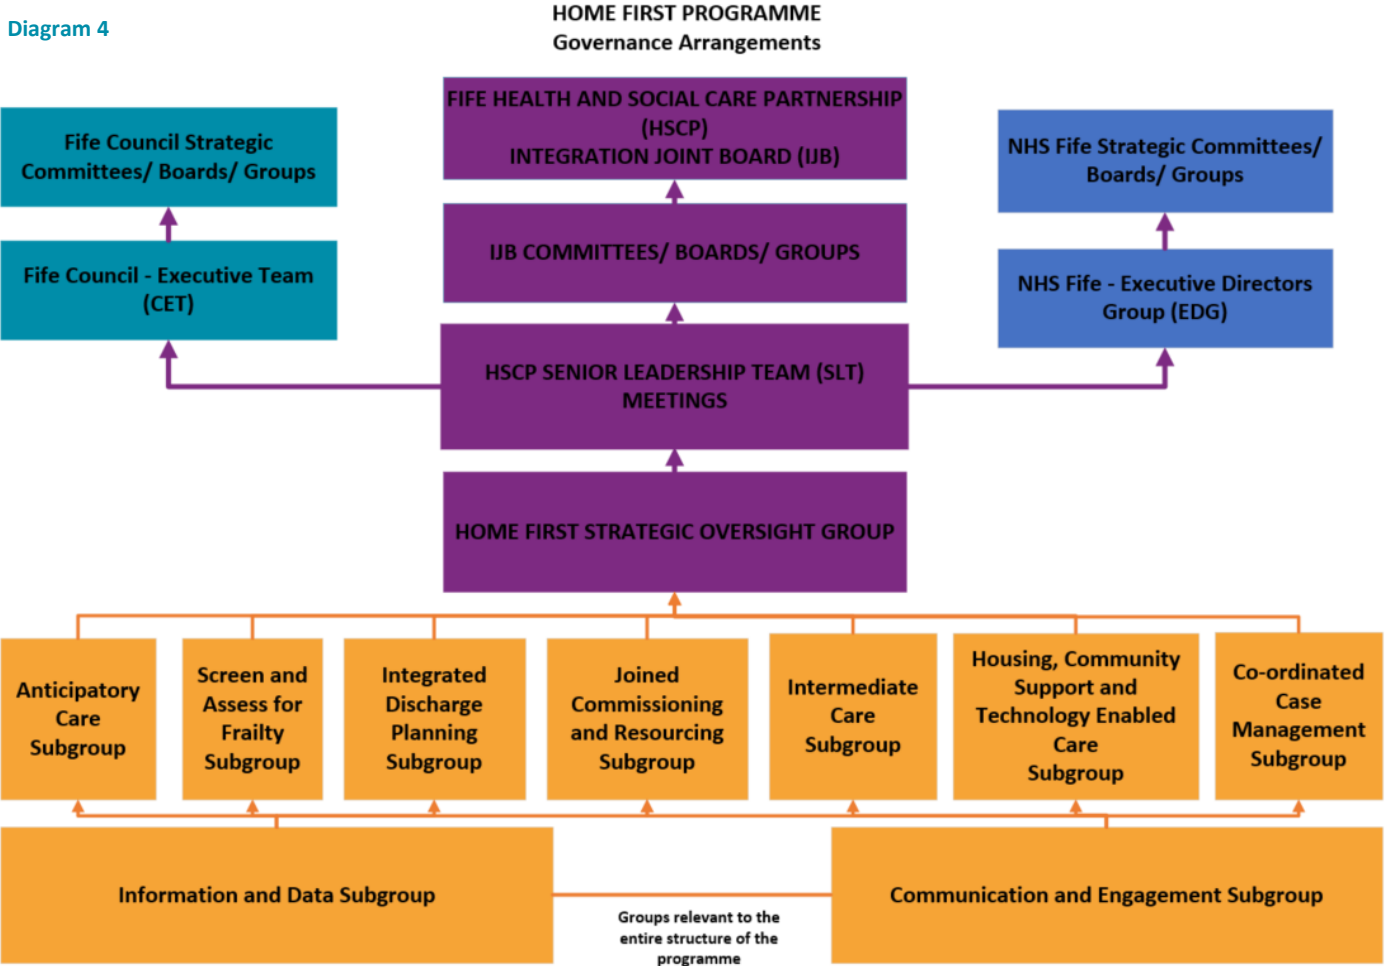 Diagram 4
HOME FIRST PROGRAMME
Governance Arrangements
FIFE HEALTH AND SOCIAL CARE PARTNERSHIP
(HSCP)
INTEGRATION JOINT BOARD (IJB)
Fife Council Strategic
Committees/ Boards/ Groups
NHS Fife Strategic Committees/
Boards/ Groups
IJB COMMITTEES/ BOARDS/ GROUPS
Fife Council - Executive Team
(CET)
NHS Fife - Executive Directors
Group (EDG)
HSCP SENIOR LEADERSHIP TEAM (SLT)
MEETINGS
HOME FIRST STRATEGIC OVERSIGHT GROUP
Anticipatory
Care
Subgroup
Screen and
Assess for
Frailty
Subgroup
Integrated
Discharge
Planning
Subgroup
Joined
Commissioning
and Resourcing
Subgroup
Intermediate
Care
Subgroup
Housing, Community
Support and
Technology Enabled
Care
Subgroup
Co-ordinated
Case
Management
Subgroup
Information and Data Subgroup
Communication and Engagement Subgroup
Groups relevant to the
entire structure of the
programme